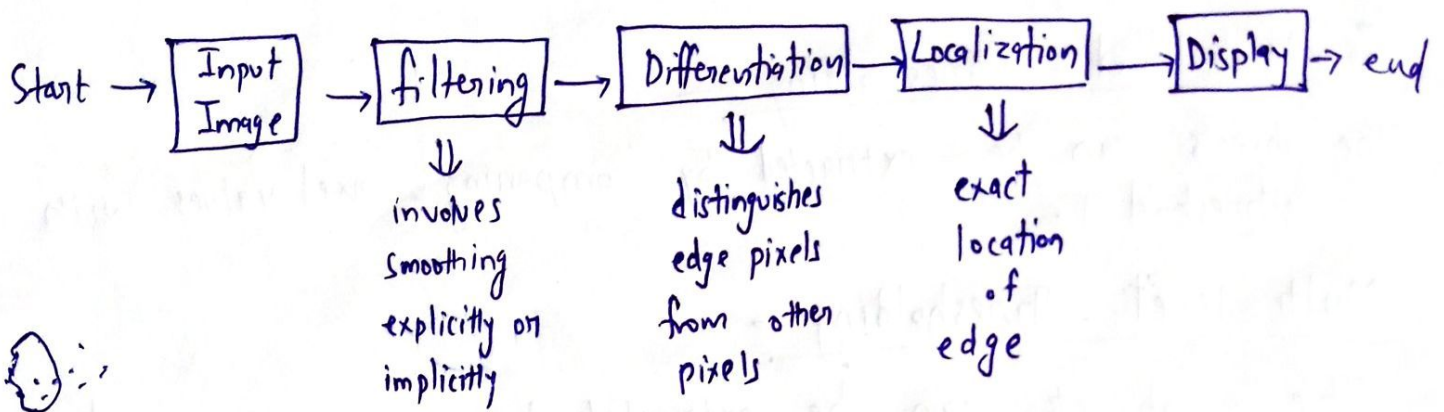 Start → Input Image → filtering → Differentiation → Localization → Display → end
⇓ ⇓ ⇓
involves
smoothing
explicitly or
implicitly
distinguishes
edge pixels
from other
pixels
exact
location
of
edge